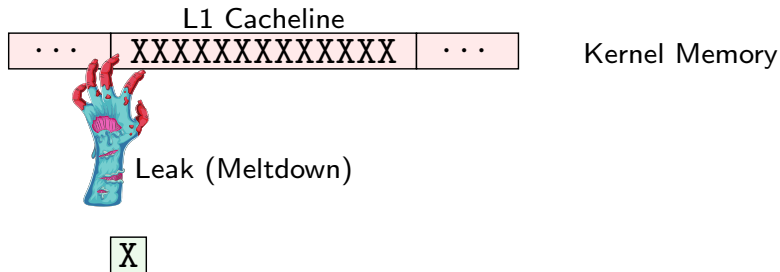 L1 Cacheline
··· XXXXXXXXXXXXX ··· Kernel Memory
Leak (Meltdown)
X